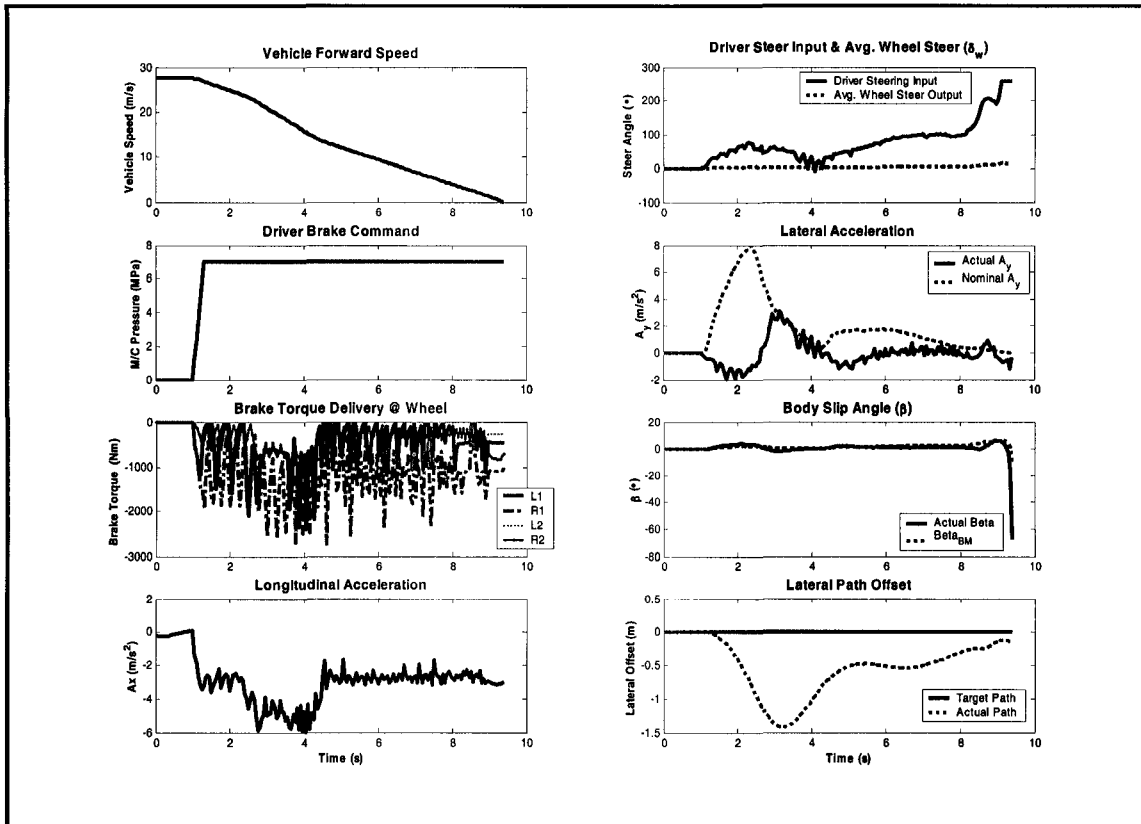 Vehicle Forward Speed
Vehicle Speed (m/s)
30
20
10
0
0 2 4 6 8 10
Driver Brake Command
M/C Pressure (MPa)
8
6
4
2
0
0 2 4 6 8 10
Brake Torque Delivery @ Wheel
Brake Torque (Nm)
0
-1000
-2000
-3000
0 2 4 6 8 10
L1
R1
L2
R2
Longitudinal Acceleration
Ax (m/s²)
2
0
-2
-4
-6
0 2 4 6 8 10
Time (s)
Driver Steer Input & Avg. Wheel Steer (δw)
Steer Angle (°)
300
200
100
0
-100
0 2 4 6 8 10
Driver Steering Input
Avg. Wheel Steer Output
Lateral Acceleration
Ay (m/s²)
8
6
4
2
0
-2
0 2 4 6 8 10
Actual Ay
Nominal Ay
Body Slip Angle (β)
β (°)
20
0
-20
-40
-60
-80
0 2 4 6 8 10
Actual Beta
BetaBM
Lateral Path Offset
Lateral Offset (m)
0.5
0
-0.5
-1
-1.5
0 2 4 6 8 10
Target Path
Actual Path
Time (s)